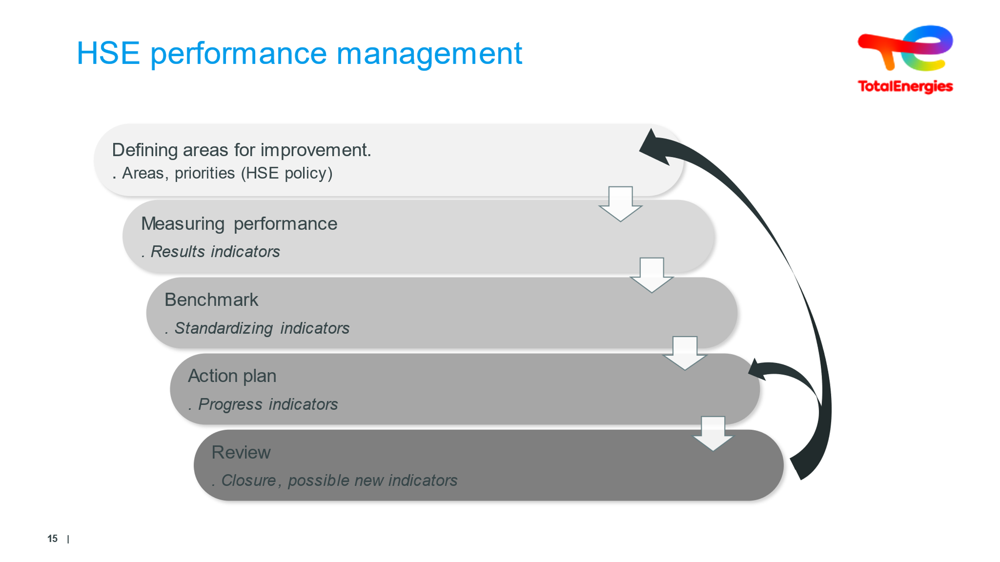 HSE performance management
TotalEnergies
Defining areas for improvement.
. Areas, priorities (HSE policy)
Measuring performance
. Results indicators
Benchmark
. Standardizing indicators
Action plan
. Progress indicators
Review
. Closure, possible new indicators
15 |